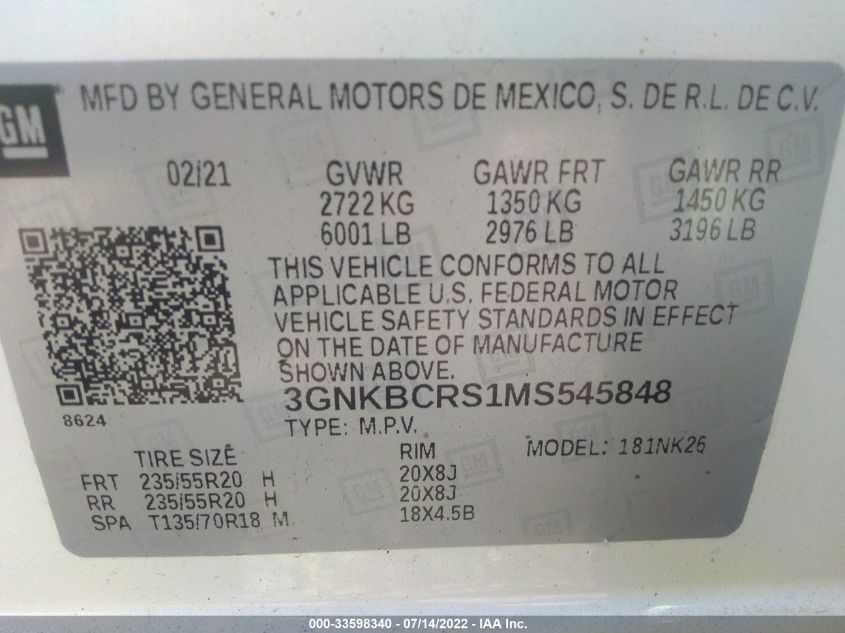 GM
MFD BY GENERAL MOTORS DE MEXICO, S. DE R.L. DE C.V.
02/21 GVWR GAWR FRT GAWR RR
2722 KG 1350 KG 1450 KG
6001 LB 2976 LB 3196 LB
THIS VEHICLE CONFORMS TO ALL
APPLICABLE U.S. FEDERAL MOTOR
VEHICLE SAFETY STANDARDS IN EFFECT
ON THE DATE OF MANUFACTURE
SHOWN ABOVE.
8624
3GNKBCRS1MS545848
TYPE: M.P.V.
TIRE SIZE RIM MODEL: 181NK26
FRT 235/55R20 H 20X8J
RR 235/55R20 H 20X8J
SPA T135/70R18 M 18X4.5B
000-33598340 / 07/14/2022 - IAA Inc.